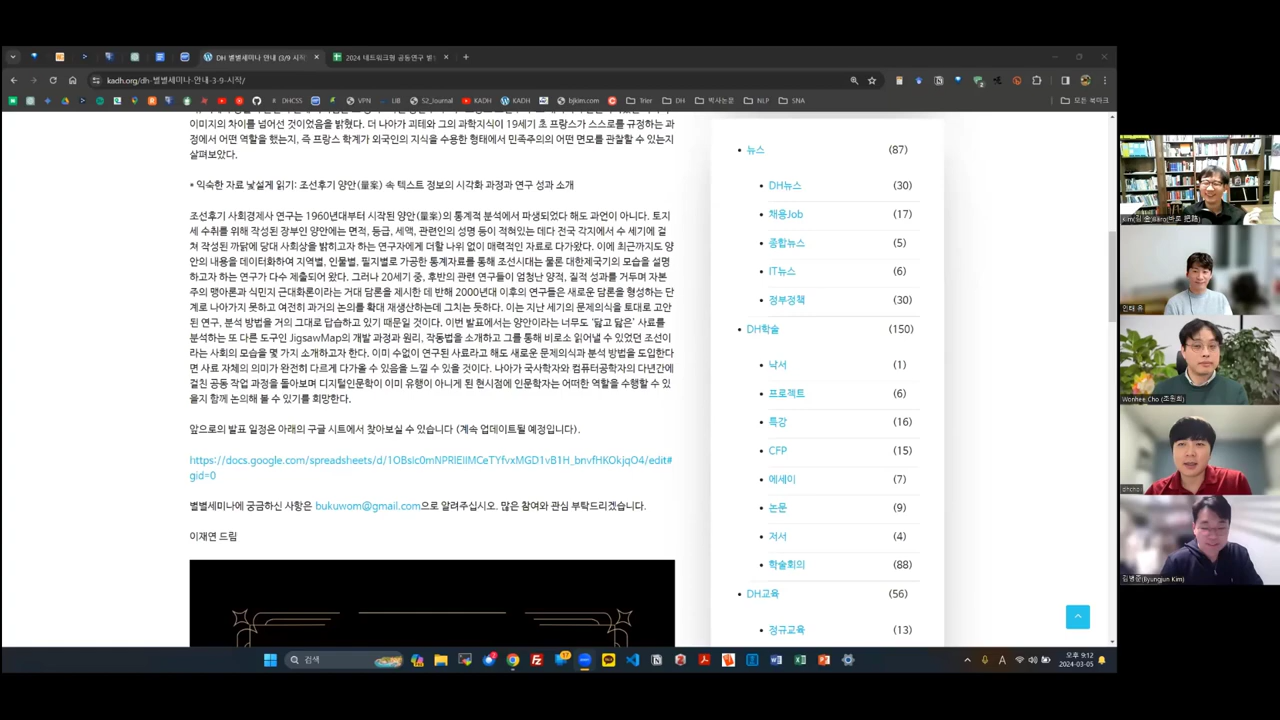 DH 별별세미나 안내 (3/9 시작)
2024 네트워크형 공동연구 별
kadh.org/dh-별별세미나-안내-3-9-시작/
DHCSS
VPN
LIB
S2_Journal
KADH
KADH
bjkim.com
Trier
DH
박사논문
NLP
SNA
모든 북마크
이미지의 차이를 넘어선 것이었음을 밝혔다. 더 나아가 괴테와 그의 과학지식이 19세기 초 프랑스가 스스로를 규정하는 과
정에서 어떤 역할을 했는지, 즉 프랑스 학계가 외국인의 지식을 수용한 형태에서 민족주의의 어떤 면모를 관찰할 수 있는지
살펴보았다.
* 익숙한 자료 낯설게 읽기: 조선후기 양안(量案) 속 텍스트 정보의 시각화 과정과 연구 성과 소개
조선후기 사회경제사 연구는 1960년대부터 시작된 양안(量案)의 통계적 분석에서 파생되었다 해도 과언이 아니다. 토지
세 수취를 위해 작성된 장부인 양안에는 면적, 등급, 세액, 관련인의 성명 등이 적혀있는 데다 전국 각지에서 수 세기에 걸
쳐 작성된 까닭에 당대 사회상을 밝히고자 하는 연구자에게 더할 나위 없이 매력적인 자료로 다가왔다. 이에 최근까지도 양
안의 내용을 데이터화하여 지역별, 인물별, 필지별로 가공한 통계자료를 통해 조선시대는 물론 대한제국기의 모습을 설명
하고자 하는 연구가 다수 제출되어 왔다. 그러나 20세기 중, 후반의 관련 연구들이 엄청난 양적, 질적 성과를 거두며 자본
주의 맹아론과 식민지 근대화론이라는 거대 담론을 제시한 데 반해 2000년대 이후의 연구들은 새로운 담론을 형성하는 단
계로 나아가지 못하고 여전히 과거의 논의를 확대 재생산하는데 그치는 듯하다. 이는 지난 세기의 문제의식을 토대로 고안
된 연구, 분석 방법을 거의 그대로 답습하고 있기 때문일 것이다. 이번 발표에서는 양안이라는 너무도 ‘닳고 닳은’ 사료를
분석하는 또 다른 도구인 JigsawMap의 개발 과정과 원리, 작동법을 소개하고 그를 통해 비로소 읽어낼 수 있었던 조선이
라는 사회의 모습을 몇 가지 소개하고자 한다. 이미 수없이 연구된 사료라고 해도 새로운 문제의식과 분석 방법을 도입한다
면 사료 자체의 의미가 완전히 다르게 다가올 수 있음을 느낄 수 있을 것이다. 나아가 국사학자와 컴퓨터공학자의 다년간에
걸친 공동 작업 과정을 돌아보며 디지털인문학이 이미 유행이 아니게 된 현시점에 인문학자는 어떠한 역할을 수행할 수 있
을지 함께 논의해 볼 수 있기를 희망한다.
앞으로의 발표 일정은 아래의 구글 시트에서 찾아보실 수 있습니다 (계속 업데이트될 예정입니다).
https://docs.google.com/spreadsheets/d/1OBsIc0mNPRlEIIMCeTYfvxMGD1vB1H_bnvfHKOkjqO4/edit#
gid=0
별별세미나에 궁금하신 사항은 bukuwom@gmail.com으로 알려주십시오. 많은 참여와 관심 부탁드리겠습니다.
이재연 드림
뉴스 (87)
DH뉴스 (30)
채용Job (17)
종합뉴스 (5)
IT뉴스 (6)
정부정책 (30)
DH학술 (150)
낙서 (1)
프로젝트 (6)
특강 (16)
CFP (15)
에세이 (7)
논문 (9)
저서 (4)
학술회의 (88)
DH교육 (56)
정규교육 (13)
인태 유
Wonhee Cho (조원희)
김병준(Byungjun Kim)
검색
17
A
오후 9:12
2024-03-05